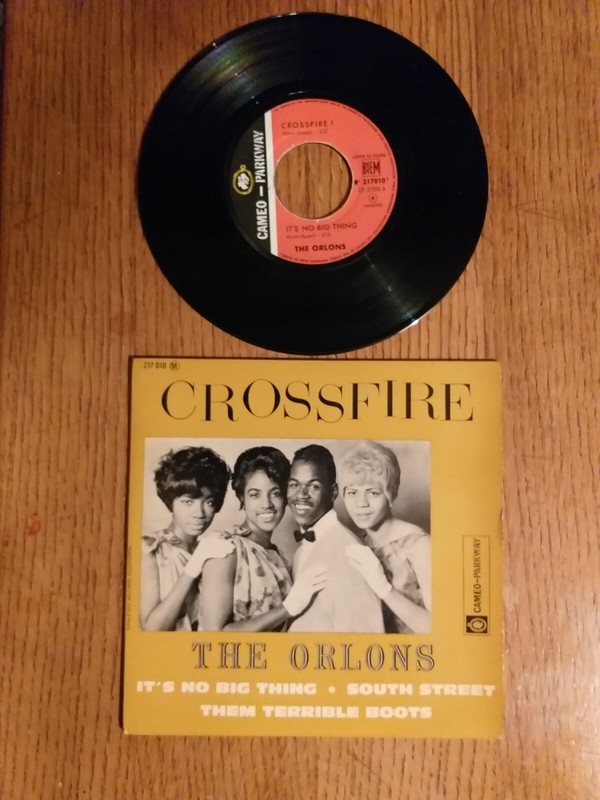 CROSSFIRE !
BIEM
N° 217010
CAMEO - PARKWAY
IT'S NO BIG THING
THE ORLONS
217 010 M
CROSSFIRE
CAMEO-PARKWAY
THE ORLONS
IT'S NO BIG THING • SOUTH STREET
THEM TERRIBLE BOOTS